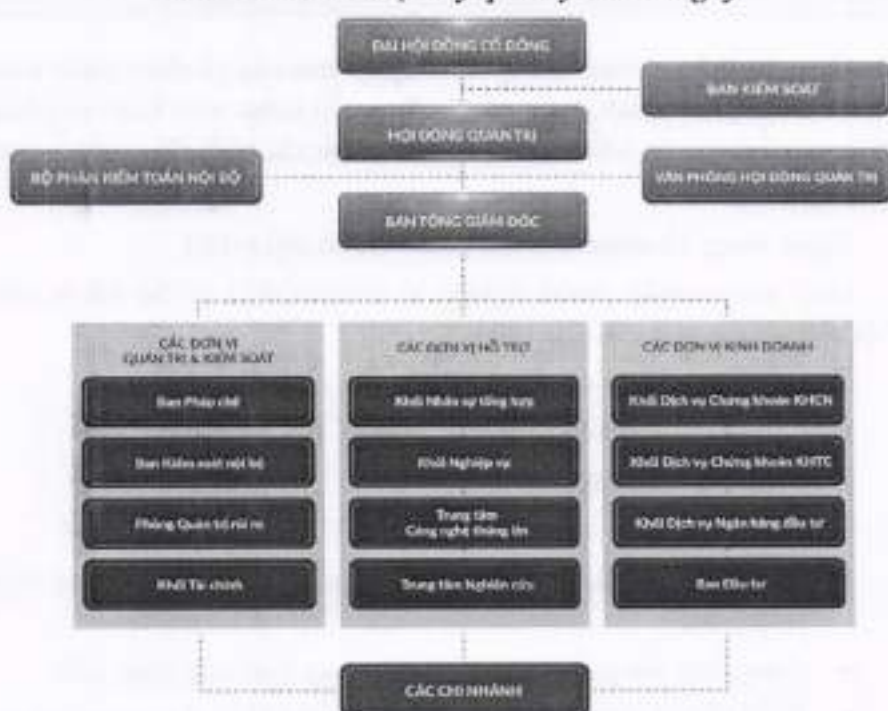 ĐẠI HỘI ĐỒNG CỔ ĐÔNG
BAN KIỂM SOÁT
HỘI ĐỒNG QUẢN TRỊ
BỘ PHẬN KIỂM TOÁN NỘI BỘ
VĂN PHÒNG HỘI ĐỒNG QUẢN TRỊ
BAN TỔNG GIÁM ĐỐC
CÁC ĐƠN VỊ
QUẢN TRỊ & KIỂM SOÁT
CÁC ĐƠN VỊ HỖ TRỢ
CÁC ĐƠN VỊ KINH DOANH
Ban Pháp chế
Khối Nhân sự tổng hợp
Khối Dịch vụ Chứng khoán KHCN
Ban Kiểm soát nội bộ
Khối Nghiệp vụ
Khối Dịch vụ Chứng khoán KHTC
Phòng Quản trị rủi ro
Trung tâm
Công nghệ thông tin
Khối Dịch vụ Ngân hàng đầu tư
Khối Tài chính
Trung tâm Nghiên cứu
Ban Đầu tư
CÁC CHI NHÁNH